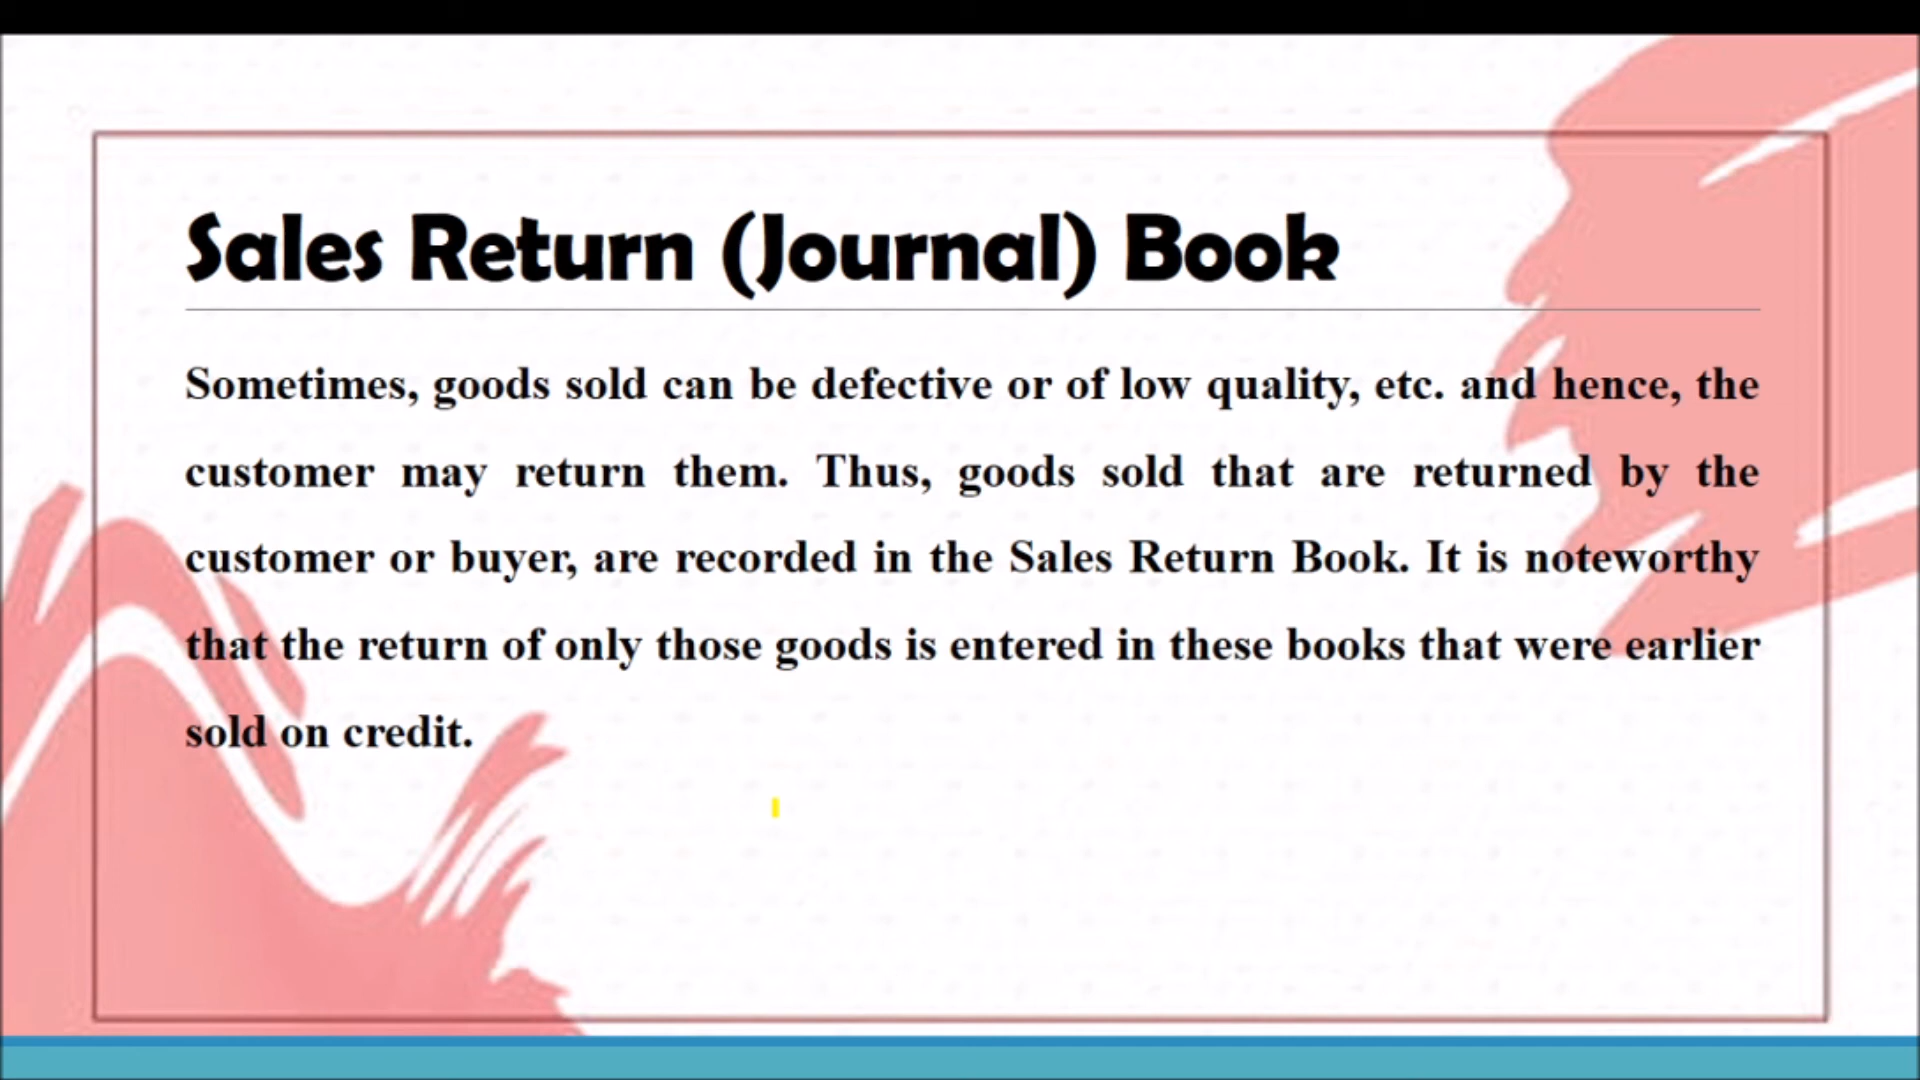 Sales Return (Journal) Book
Sometimes, goods sold can be defective or of low quality, etc. and hence, the
customer may return them. Thus, goods sold that are returned by the
customer or buyer, are recorded in the Sales Return Book. It is noteworthy
that the return of only those goods is entered in these books that were earlier
sold on credit.